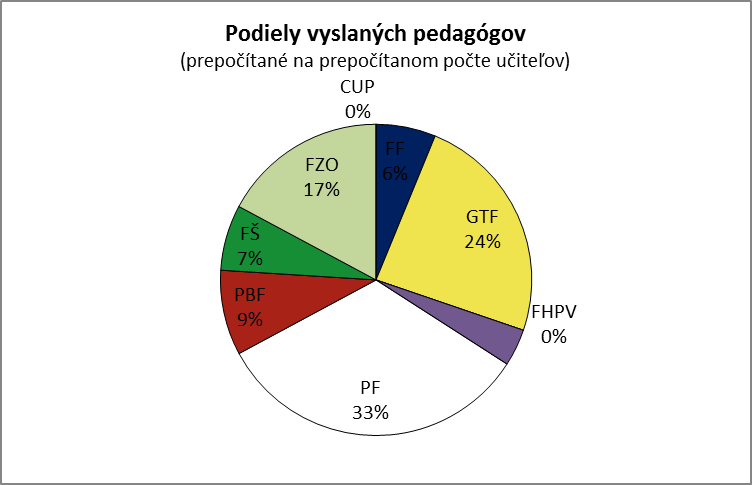 Podiely vyslaných pedagógov
(prepočítané na prepočítanom počte učiteľov)
CUP
0%
FF
6%
GTF
24%
FHPV
0%
PF
33%
PBF
9%
FŠ
7%
FZO
17%